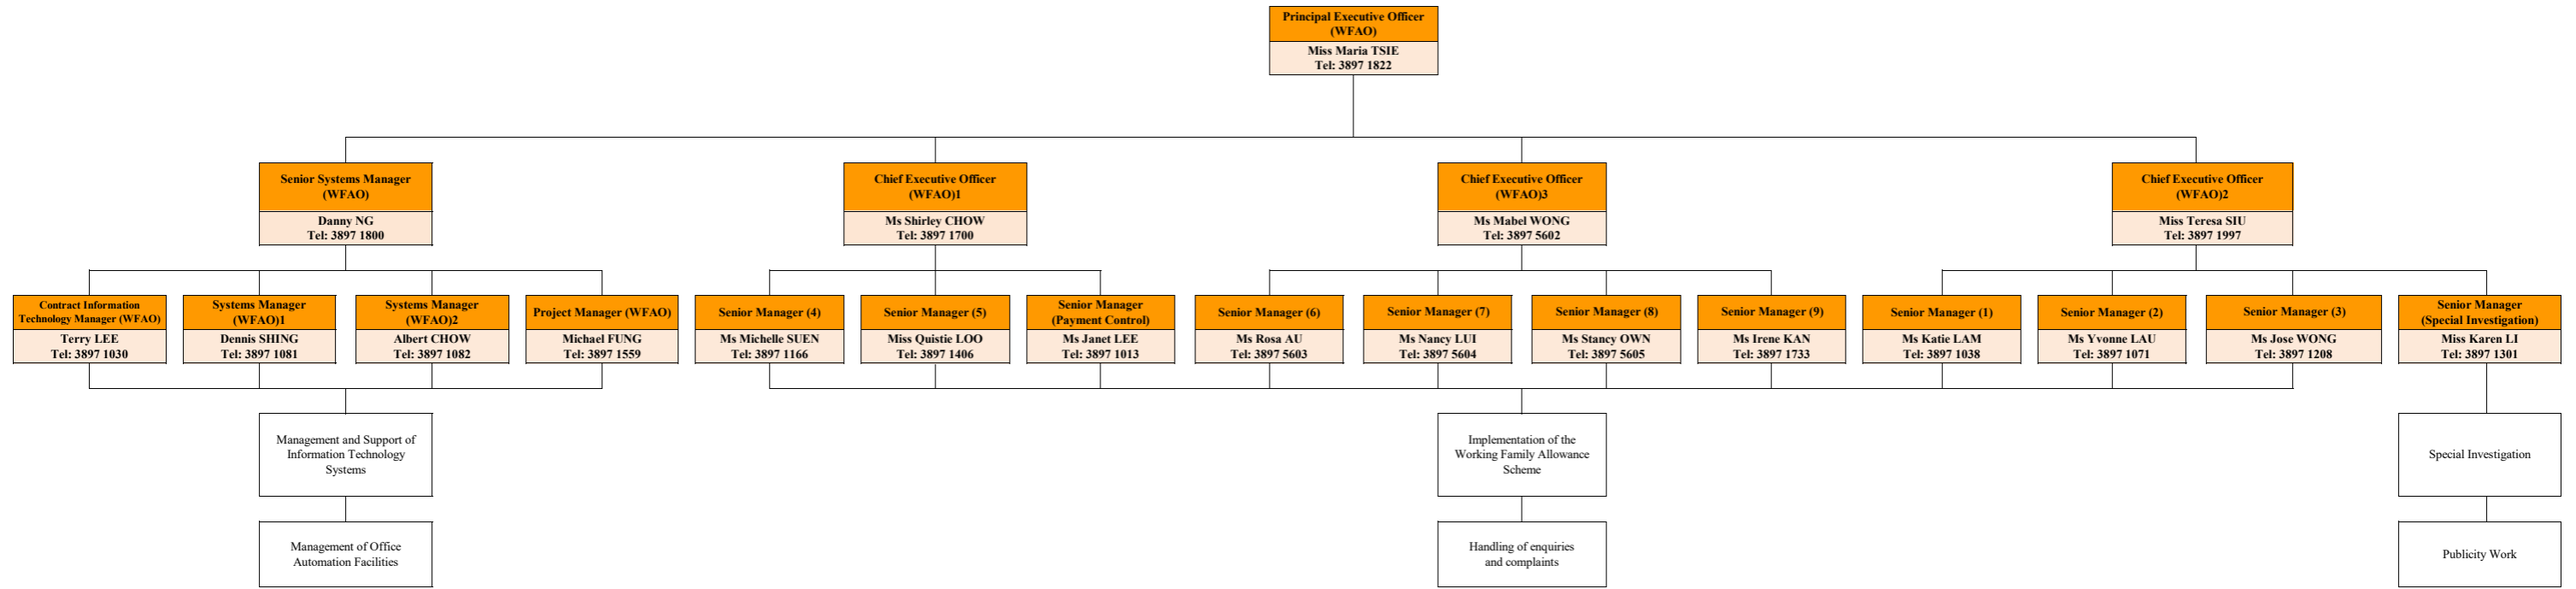 Principal Executive Officer
(WFAO)
Miss Maria TSIE
Tel: 3897 1822
Senior Systems Manager
(WFAO)
Danny NG
Tel: 3897 1800
Chief Executive Officer
(WFAO)1
Ms Shirley CHOW
Tel: 3897 1700
Chief Executive Officer
(WFAO)3
Ms Mabel WONG
Tel: 3897 5602
Chief Executive Officer
(WFAO)2
Miss Teresa SIU
Tel: 3897 1997
Contract Information
Technology Manager (WFAO)
Terry LEE
Tel: 3897 1030
Systems Manager
(WFAO)1
Dennis SHING
Tel: 3897 1081
Systems Manager
(WFAO)2
Albert CHOW
Tel: 3897 1082
Project Manager (WFAO)
Michael FUNG
Tel: 3897 1559
Senior Manager (4)
Ms Michelle SUEN
Tel: 3897 1166
Senior Manager (5)
Miss Quistie LOO
Tel: 3897 1406
Senior Manager
(Payment Control)
Ms Janet LEE
Tel: 3897 1013
Senior Manager (6)
Ms Rosa AU
Tel: 3897 5603
Senior Manager (7)
Ms Nancy LUI
Tel: 3897 5604
Senior Manager (8)
Ms Stancy OWN
Tel: 3897 5605
Senior Manager (9)
Ms Irene KAN
Tel: 3897 1733
Senior Manager (1)
Ms Katie LAM
Tel: 3897 1038
Senior Manager (2)
Ms Yvonne LAU
Tel: 3897 1071
Senior Manager (3)
Ms Jose WONG
Tel: 3897 1208
Senior Manager
(Special Investigation)
Miss Karen LI
Tel: 3897 1301
Management and Support of
Information Technology
Systems
Implementation of the
Working Family Allowance
Scheme
Special Investigation
Management of Office
Automation Facilities
Handling of enquiries
and complaints
Publicity Work